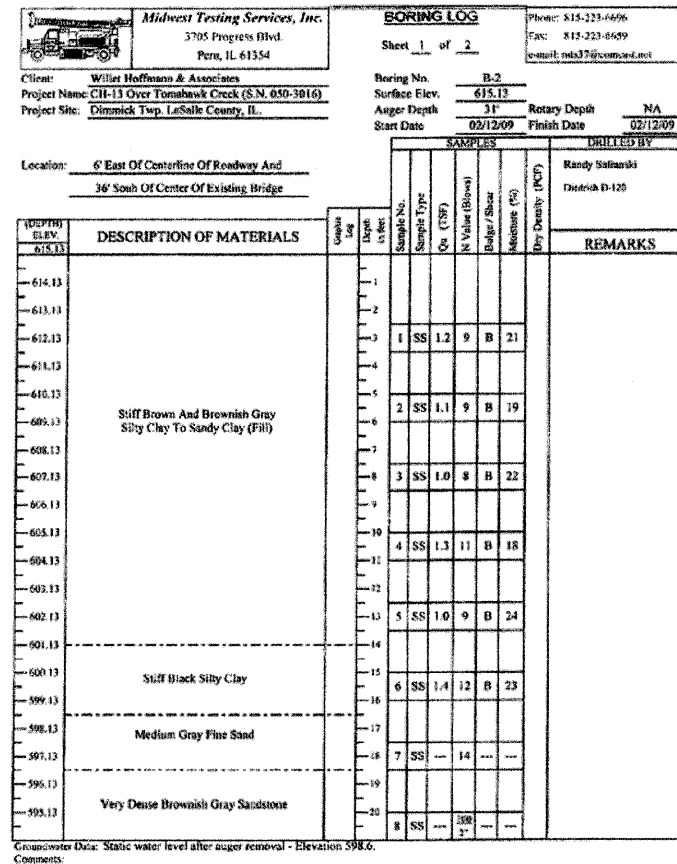 Midwest Testing Services, Inc.
3705 Progress Blvd.
Peru, IL 61354
BORING LOG
Sheet 1 of 2
Phone: 815-223-6696
Fax: 815-223-6659
Client: Willet Hoffmann & Associates
Project Name: CH-13 Over Tomahawk Creek (S.N. 050-3016)
Project Site: Dimmick Twp. LaSalle County, IL.
Boring No. B-2
Surface Elev. 615.13
Auger Depth 31' Rotary Depth NA
Start Date 02/12/09 Finish Date 02/12/09
Location: 6' East Of Centerline Of Roadway And
36' South Of Center Of Existing Bridge
SAMPLES
DRILLED BY
Randy
Diedrich D-120
(DEPTH) ELEV. 615.13
DESCRIPTION OF MATERIALS
Graphic Log
Depth in feet
Sample No.
Sample Type
Qu (TSF)
N Value (Blows)
Bulge / Shear
Moisture (%)
Dry Density (PCF)
REMARKS
614.13 1
613.13 2
612.13 3 1 SS 1.2 9 B 21
611.13 4
610.13 5
2 SS 1.1 9 B 19
Stiff Brown And Brownish Gray
Silty Clay To Sandy Clay (Fill)
609.13 6
608.13 7
607.13 8 3 SS 1.0 8 B 22
606.13 9
605.13 10
4 SS 1.3 11 B 18
604.13 11
603.13 12
602.13 13 5 SS 1.0 9 B 24
601.13 14
600.13 15
Stiff Black Silty Clay 6 SS 1.4 12 B 23
599.13 16
598.13 17
Medium Gray Fine Sand
597.13 18 7 SS --- 14 --- ---
596.13 19
Very Dense Brownish Gray Sandstone
595.13 20
8 SS --- 2" --- ---
Groundwater Data: Static water level after auger removal - Elevation 598.6.
Comments: